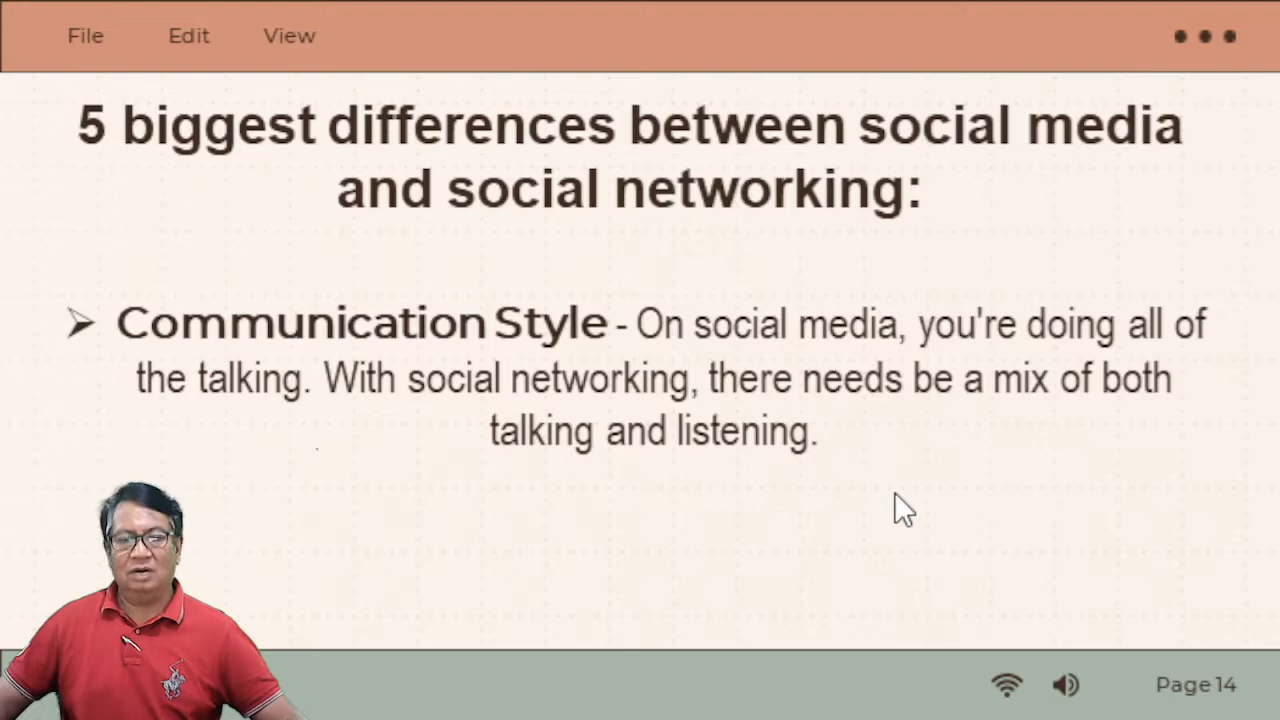 File Edit View
5 biggest differences between social media
and social networking:
➢ Communication Style - On social media, you're doing all of
the talking. With social networking, there needs be a mix of both
talking and listening.
Page 14